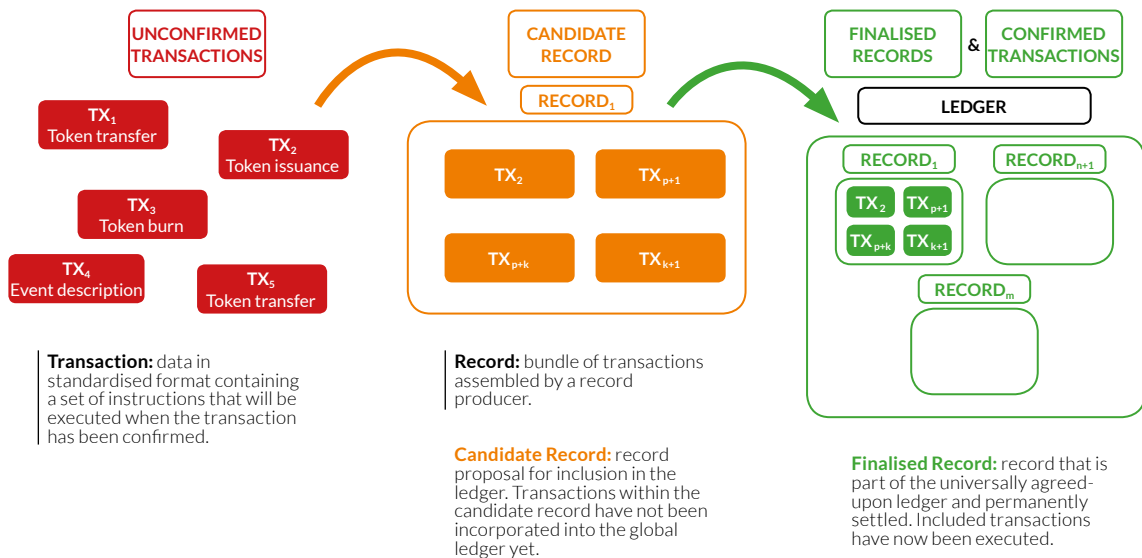 UNCONFIRMED
TRANSACTIONS
TX₁
Token transfer
TX₂
Token issuance
TX₃
Token burn
TX₄
Event description
TX₅
Token transfer
Transaction: data in
standardised format containing
a set of instructions that will be
executed when the transaction
has been confirmed.
CANDIDATE
RECORD
RECORD₁
TX₂
TXₚ₊₁
TXₚ₊ₖ
TXₖ₊₁
Record: bundle of transactions
assembled by a record
producer.
Candidate Record: record
proposal for inclusion in the
ledger. Transactions within the
candidate record have not been
incorporated into the global
ledger yet.
FINALISED
RECORDS
&
CONFIRMED
TRANSACTIONS
LEDGER
RECORD₁
RECORDₙ₊₁
TX₂
TXₚ₊₁
TXₚ₊ₖ
TXₖ₊₁
RECORDₘ
Finalised Record: record that is
part of the universally agreed-
upon ledger and permanently
settled. Included transactions
have now been executed.